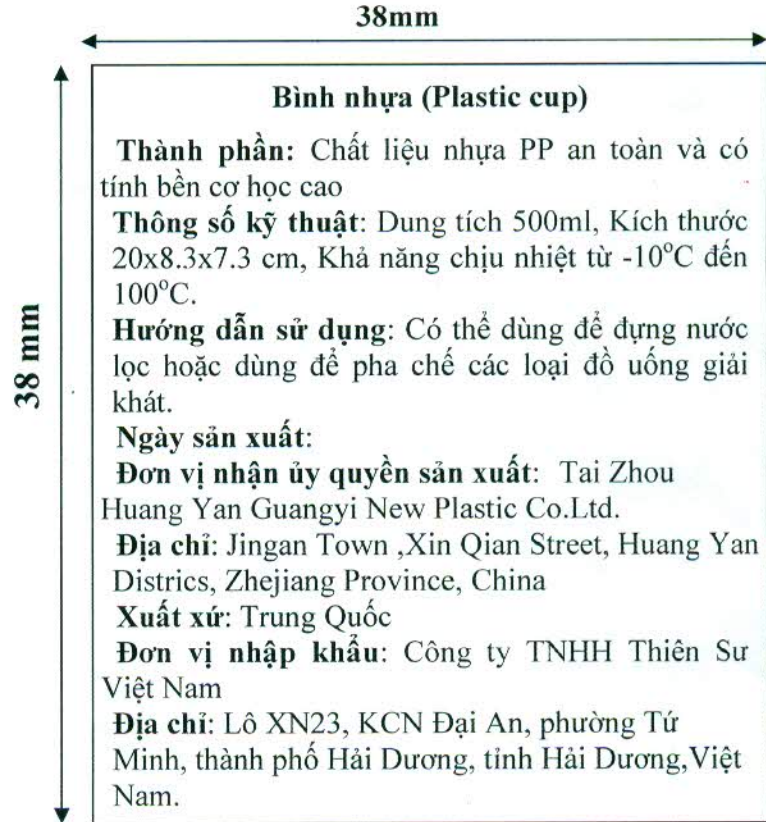 38mm
38 mm
Bình nhựa (Plastic cup)
Thành phần: Chất liệu nhựa PP an toàn và có
tính bền cơ học cao
Thông số kỹ thuật: Dung tích 500ml, Kích thước
20x8.3x7.3 cm, Khả năng chịu nhiệt từ -10°C đến
100°C.
Hướng dẫn sử dụng: Có thể dùng để đựng nước
lọc hoặc dùng để pha chế các loại đồ uống giải
khát.
Ngày sản xuất:
Đơn vị nhận ủy quyền sản xuất: Tai Zhou
Huang Yan Guangyi New Plastic Co.Ltd.
Địa chỉ: Jingan Town ,Xin Qian Street, Huang Yan
Districs, Zhejiang Province, China
Xuất xứ: Trung Quốc
Đơn vị nhập khẩu: Công ty TNHH Thiên Sư
Việt Nam
Địa chỉ: Lô XN23, KCN Đại An, phường Tứ
Minh, thành phố Hải Dương, tỉnh Hải Dương,Việt
Nam.